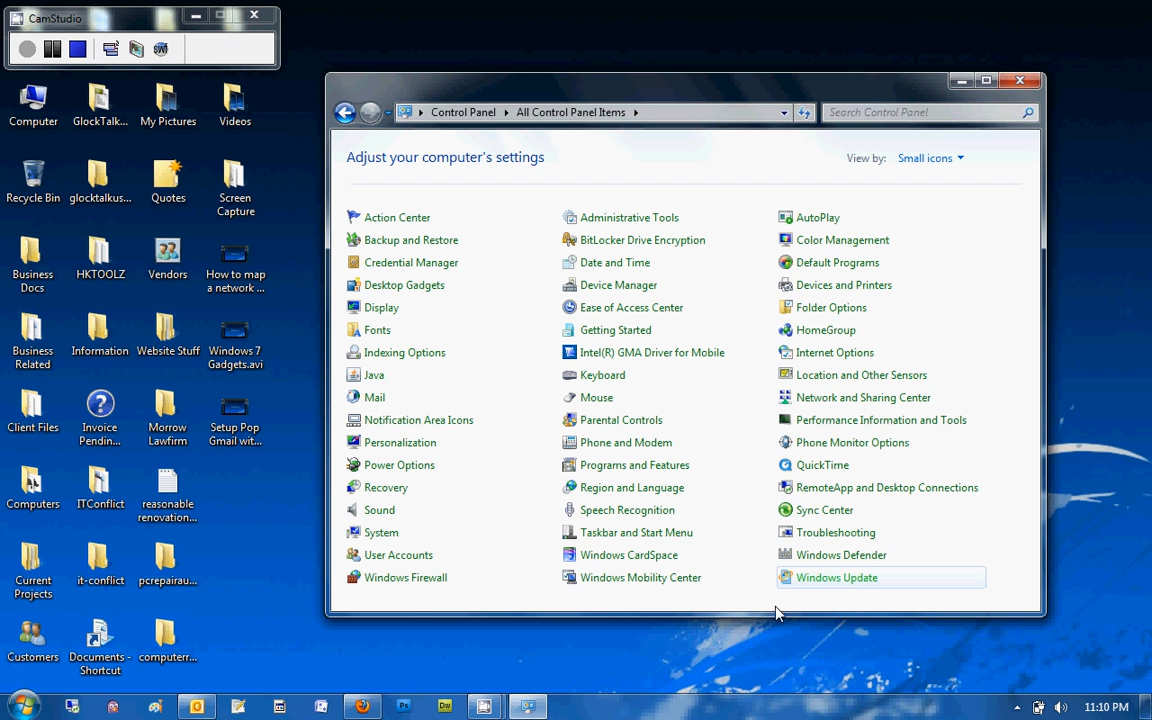 CamStudio
Computer
GlockTalk...
My Pictures
Videos
Recycle Bin
glocktalkus...
Quotes
Screen
Capture
Business
Docs
HKTOOLZ
Vendors
How to map
a network ...
Business
Related
Information
Website Stuff
Windows 7
Gadgets.avi
Client Files
Invoice
Pendin...
Morrow
Lawfirm
Setup Pop
Gmail wit...
Computers
ITConflict
reasonable
renovation...
Current
Projects
it-conflict
pcrepairau...
Customers
Documents -
Shortcut
computerr...
Control Panel
All Control Panel Items
Search Control Panel
Adjust your computer's settings
View by: Small icons
Action Center
Administrative Tools
AutoPlay
Backup and Restore
BitLocker Drive Encryption
Color Management
Credential Manager
Date and Time
Default Programs
Desktop Gadgets
Device Manager
Devices and Printers
Display
Ease of Access Center
Folder Options
Fonts
Getting Started
HomeGroup
Indexing Options
Intel(R) GMA Driver for Mobile
Internet Options
Java
Keyboard
Location and Other Sensors
Mail
Mouse
Network and Sharing Center
Notification Area Icons
Parental Controls
Performance Information and Tools
Personalization
Phone and Modem
Phone Monitor Options
Power Options
Programs and Features
QuickTime
Recovery
Region and Language
RemoteApp and Desktop Connections
Sound
Speech Recognition
Sync Center
System
Taskbar and Start Menu
Troubleshooting
User Accounts
Windows CardSpace
Windows Defender
Windows Firewall
Windows Mobility Center
Windows Update
Ps
Dw
11:10 PM